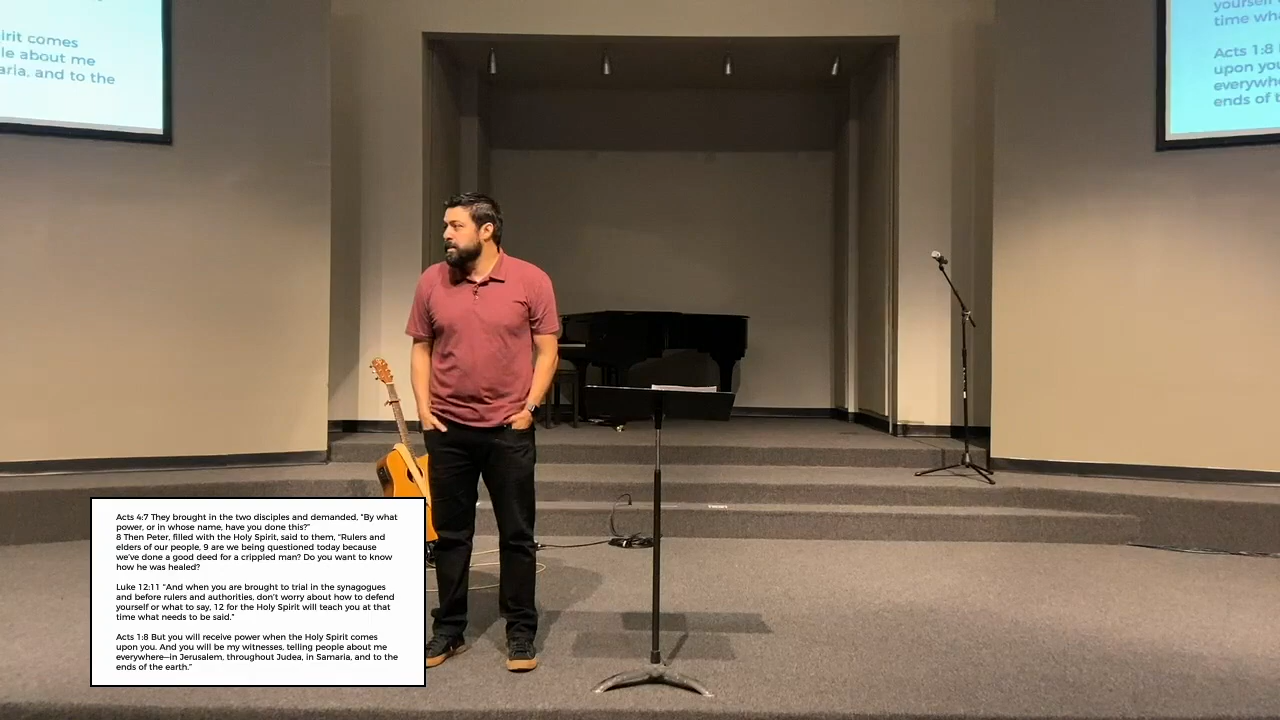 irit comes
le about me
aria, and to the
yourself
time wha
Acts 1:8
upon you
everywhe
ends of t
Acts 4:7 They brought in the two disciples and demanded, “By what
power, or in whose name, have you done this?”
8 Then Peter, filled with the Holy Spirit, said to them, “Rulers and
elders of our people, 9 are we being questioned today because
we’ve done a good deed for a crippled man? Do you want to know
how he was healed?
Luke 12:11 “And when you are brought to trial in the synagogues
and before rulers and authorities, don’t worry about how to defend
yourself or what to say, 12 for the Holy Spirit will teach you at that
time what needs to be said.”
Acts 1:8 But you will receive power when the Holy Spirit comes
upon you. And you will be my witnesses, telling people about me
everywhere—in Jerusalem, throughout Judea, in Samaria, and to the
ends of the earth.”